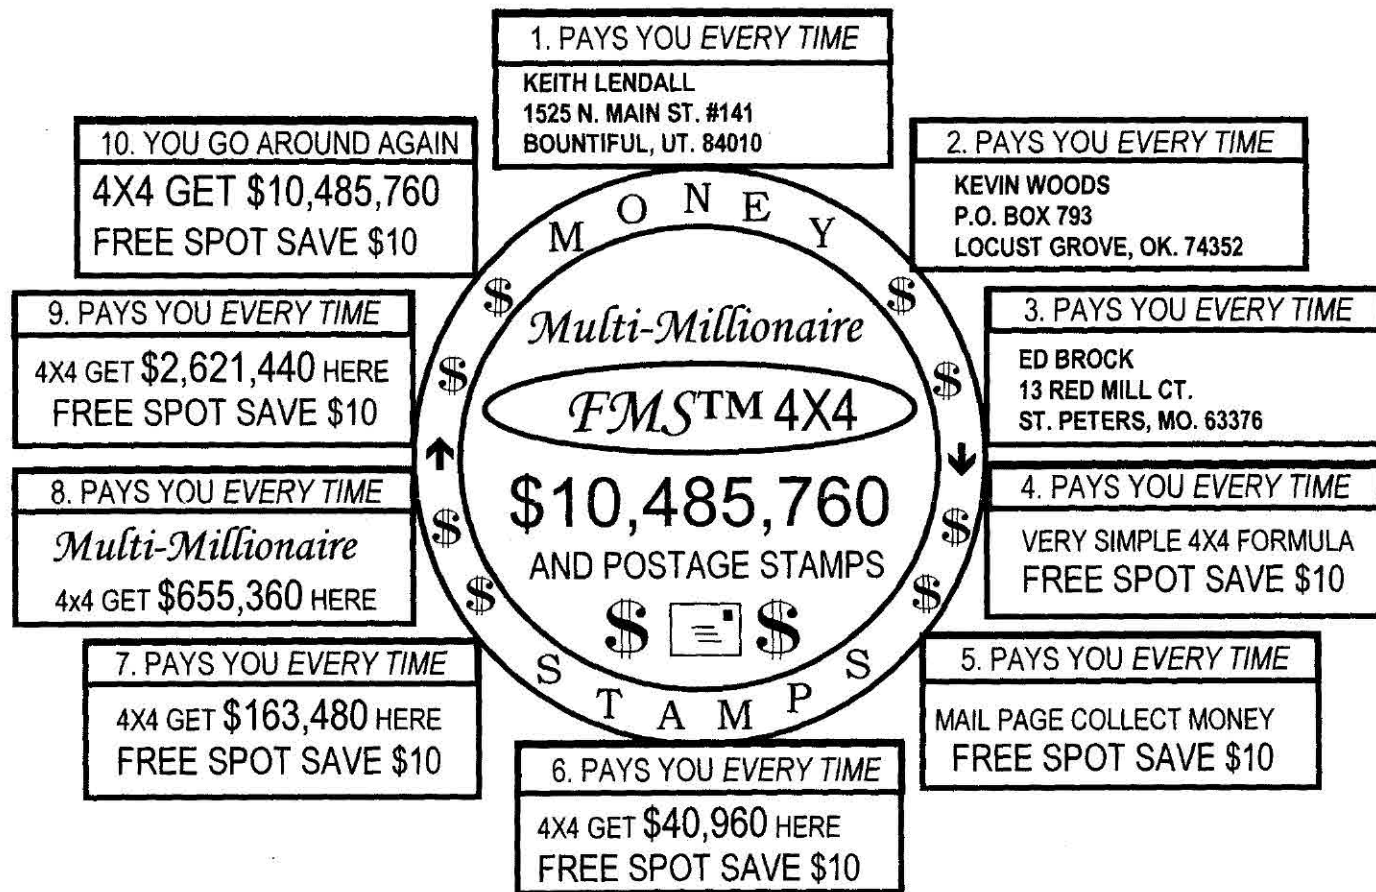 1. PAYS YOU EVERY TIME
KEITH LENDALL
1525 N. MAIN ST. #141
BOUNTIFUL, UT. 84010
2. PAYS YOU EVERY TIME
KEVIN WOODS
P.O. BOX 793
LOCUST GROVE, OK. 74352
3. PAYS YOU EVERY TIME
ED BROCK
13 RED MILL CT.
ST. PETERS, MO. 63376
4. PAYS YOU EVERY TIME
VERY SIMPLE 4X4 FORMULA
FREE SPOT SAVE $10
5. PAYS YOU EVERY TIME
MAIL PAGE COLLECT MONEY
FREE SPOT SAVE $10
6. PAYS YOU EVERY TIME
4X4 GET $40,960 HERE
FREE SPOT SAVE $10
7. PAYS YOU EVERY TIME
4X4 GET $163,480 HERE
FREE SPOT SAVE $10
8. PAYS YOU EVERY TIME
Multi-Millionaire
4x4 GET $655,360 HERE
9. PAYS YOU EVERY TIME
4X4 GET $2,621,440 HERE
FREE SPOT SAVE $10
10. YOU GO AROUND AGAIN
4X4 GET $10,485,760
FREE SPOT SAVE $10
$ $ MONEY $ $
$ $ STAMPS $ $
Multi-Millionaire
FMS™ 4X4
$10,485,760
AND POSTAGE STAMPS
$ $